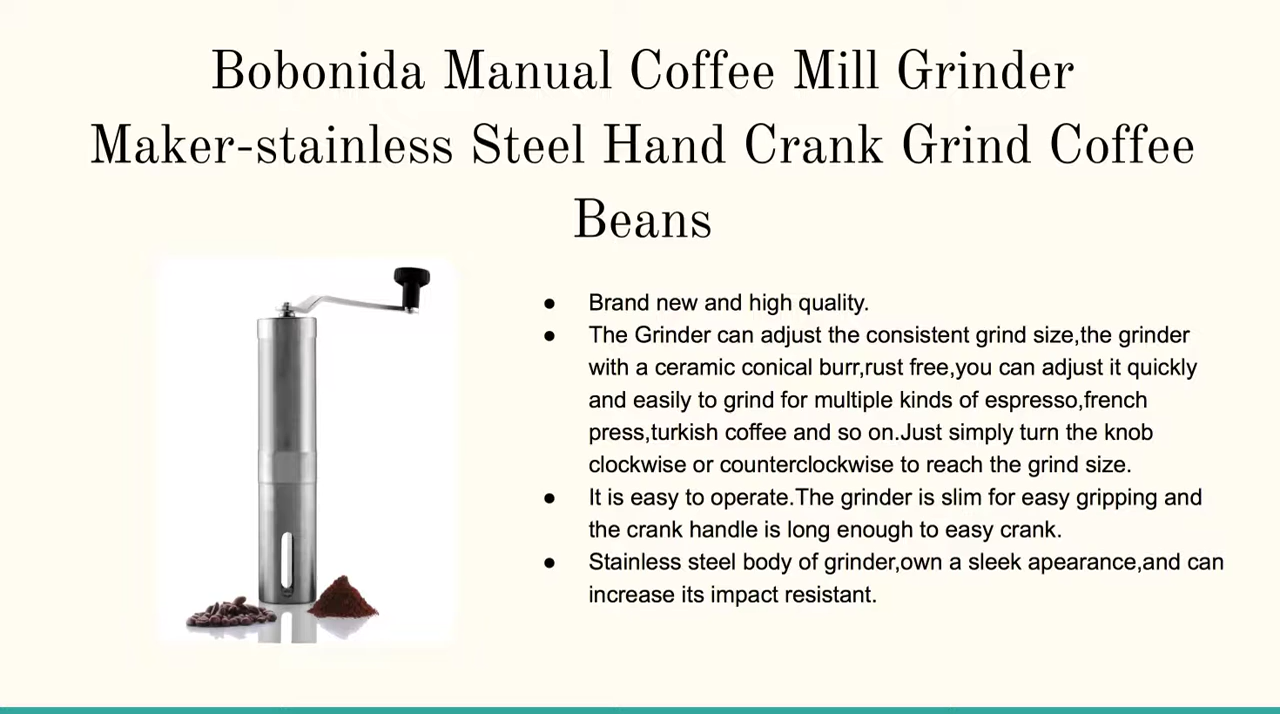 Bobonida Manual Coffee Mill Grinder
Maker-stainless Steel Hand Crank Grind Coffee
Beans
● Brand new and high quality.
● The Grinder can adjust the consistent grind size,the grinder
with a ceramic conical burr,rust free,you can adjust it quickly
and easily to grind for multiple kinds of espresso,french
press,turkish coffee and so on.Just simply turn the knob
clockwise or counterclockwise to reach the grind size.
● It is easy to operate.The grinder is slim for easy gripping and
the crank handle is long enough to easy crank.
● Stainless steel body of grinder,own a sleek apearance,and can
increase its impact resistant.